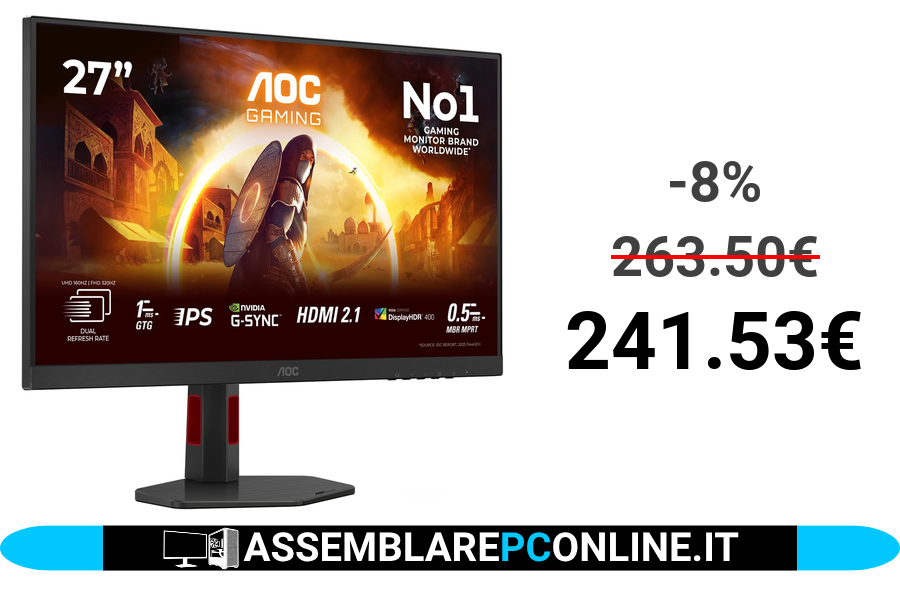 27”
AOC
GAMING
No1
GAMING
MONITOR BRAND
WORLDWIDE*
UHD 160HZ | FHD 320HZ
DUAL
REFRESH RATE
1ms
GTG
IPS
NVIDIA
G-SYNC
HDMI 2.1
DisplayHDR 400
0.5ms
MBR MPRT
AOC
-8%
263.50€
241.53€
ASSEMBLAREPCONLINE.IT